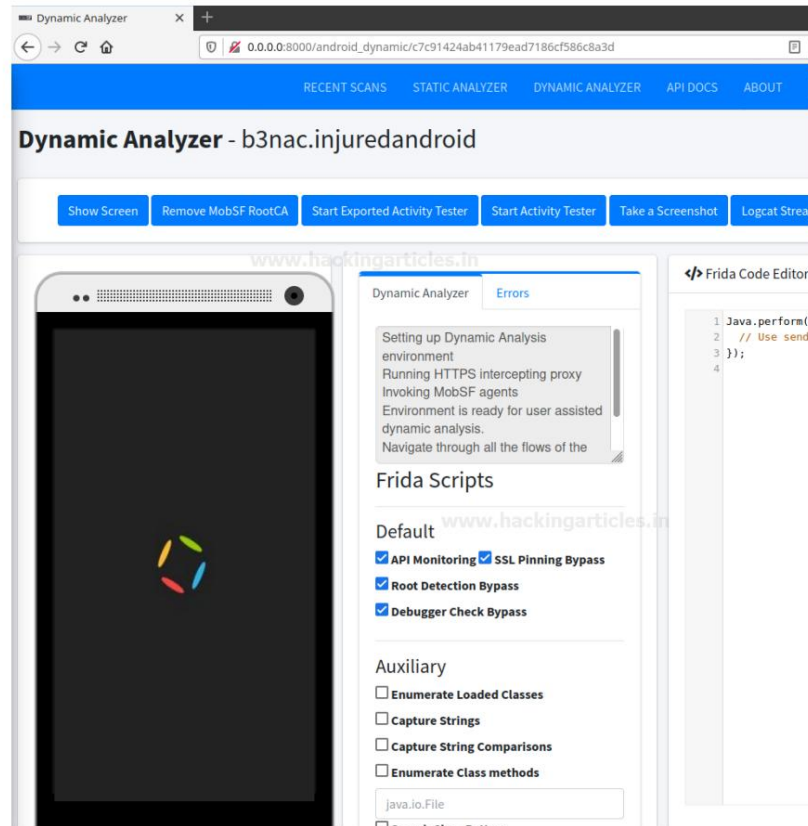 Dynamic Analyzer
0.0.0.0:8000/android_dynamic/c7c91424ab41179ead7186cf586c8a3d
RECENT SCANS STATIC ANALYZER DYNAMIC ANALYZER API DOCS ABOUT
Dynamic Analyzer - b3nac.injuredandroid
Show Screen Remove MobSF RootCA Start Exported Activity Tester Start Activity Tester Take a Screenshot Logcat Strea
www.hackingarticles.in
Dynamic Analyzer Errors
Setting up Dynamic Analysis
environment
Running HTTPS intercepting proxy
Invoking MobSF agents
Environment is ready for user assisted
dynamic analysis.
Navigate through all the flows of the
Frida Scripts
www.hackingarticles.in
Default
API Monitoring SSL Pinning Bypass
Root Detection Bypass
Debugger Check Bypass
Auxiliary
Enumerate Loaded Classes
Capture Strings
Capture String Comparisons
Enumerate Class methods
java.io.File
</> Frida Code Editor
1 Java.perform(
2 // Use send
3 });
4